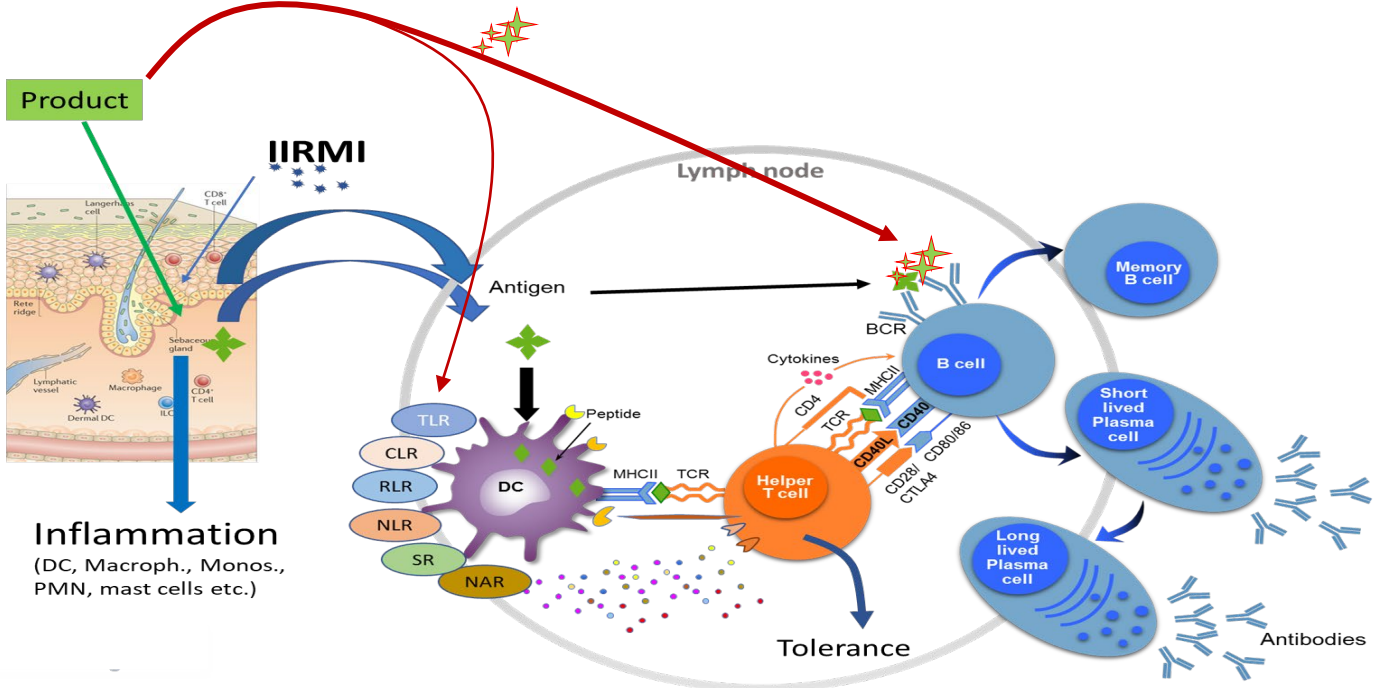 Product
IIRMI
Lymph node
Langerhans
cell
CD8⁺
T cell
Rete
ridge
Sebaceous
gland
Lymphatic
vessel
Macrophage
CD4⁺
T cell
Dermal DC
ILC
Inflammation
(DC, Macroph., Monos.,
PMN, mast cells etc.)
Antigen
TLR
CLR
RLR
NLR
SR
NAR
DC
Peptide
MHCII
TCR
Helper
T cell
Cytokines
CD4
TCR
MHCII
CD40L
CD40
CD28/
CTLA4
CD80/86
BCR
B cell
Tolerance
Memory
B cell
Short
lived
Plasma
cell
Long
lived
Plasma
cell
Antibodies